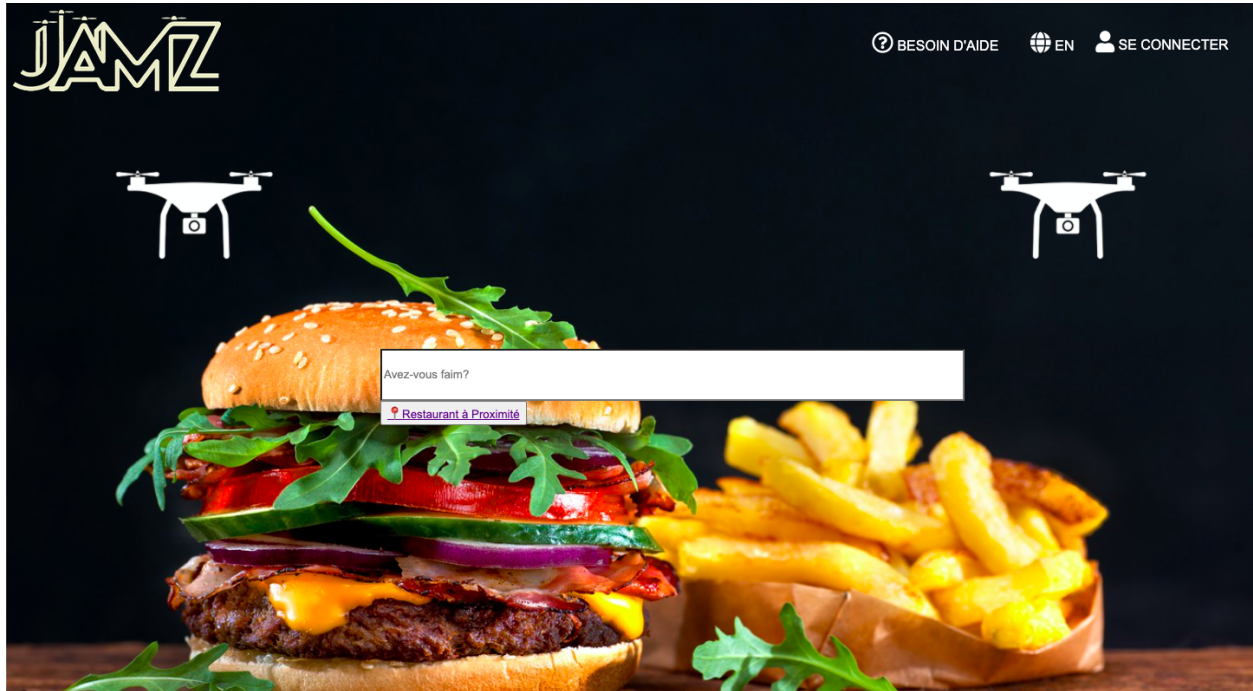 JAMZ
BESOIN D'AIDE
EN
SE CONNECTER
Avez-vous faim?
Restaurant à Proximité